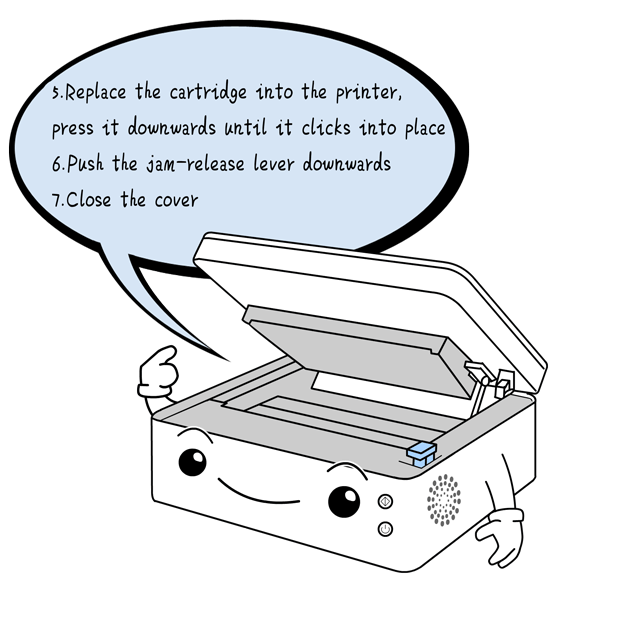 5.Replace the cartridge into the printer,
press it downwards until it clicks into place
6.Push the jam-release lever downwards
7.Close the cover